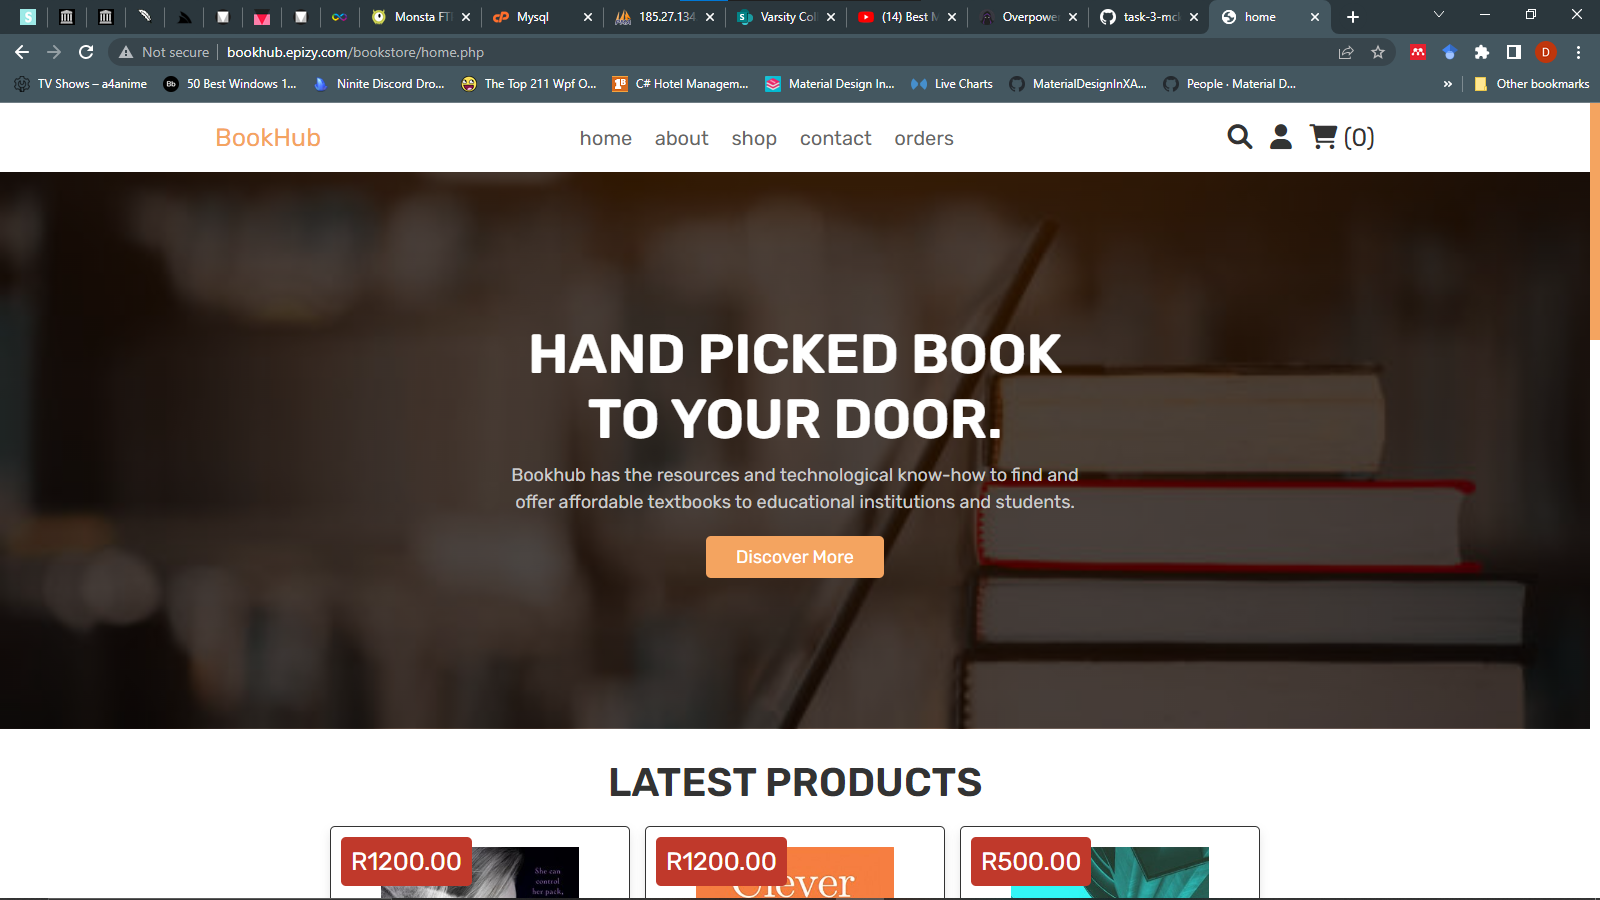 Monsta FT
Mysql
185.27.134
Varsity Col
(14) Best M
Overpower
task-3-mc
home
Not secure
bookhub.epizy.com/bookstore/home.php
D
TV Shows – a4anime
Bb
50 Best Windows 1...
Ninite Discord Dro...
The Top 211 Wpf O...
C# Hotel Managem...
Material Design In...
Live Charts
MaterialDesignInXA...
People · Material D...
»
Other bookmarks
BookHub
home
about
shop
contact
orders
(0)
HAND PICKED BOOK
TO YOUR DOOR.
Bookhub has the resources and technological know-how to find and
offer affordable textbooks to educational institutions and students.
Discover More
LATEST PRODUCTS
R1200.00
She can
control
her pack,
R1200.00
Clever
R500.00